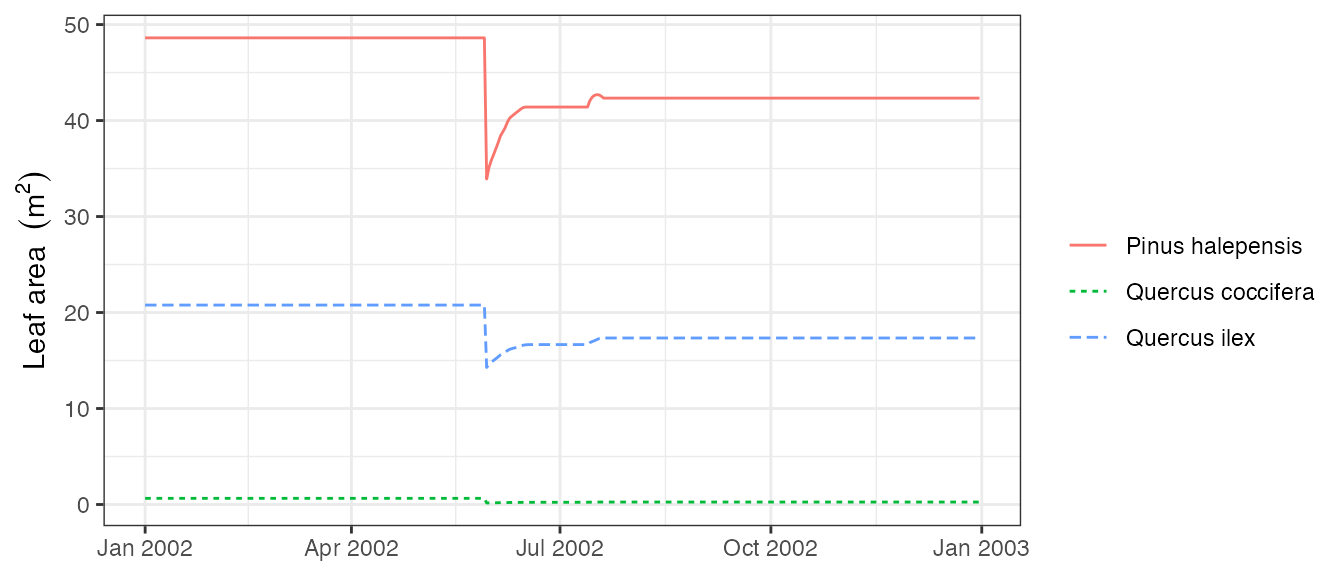 50
40
30
20
10
0
Leaf area (m²)
Jan 2002 Apr 2002 Jul 2002 Oct 2002 Jan 2003
Pinus halepensis
Quercus coccifera
Quercus ilex